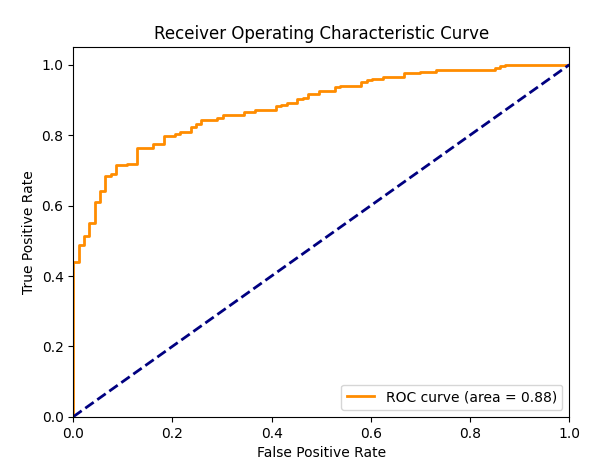 Receiver Operating Characteristic Curve
True Positive Rate
1.0
0.8
0.6
0.4
0.2
0.0
ROC curve (area = 0.88)
0.0 0.2 0.4 0.6 0.8 1.0
False Positive Rate